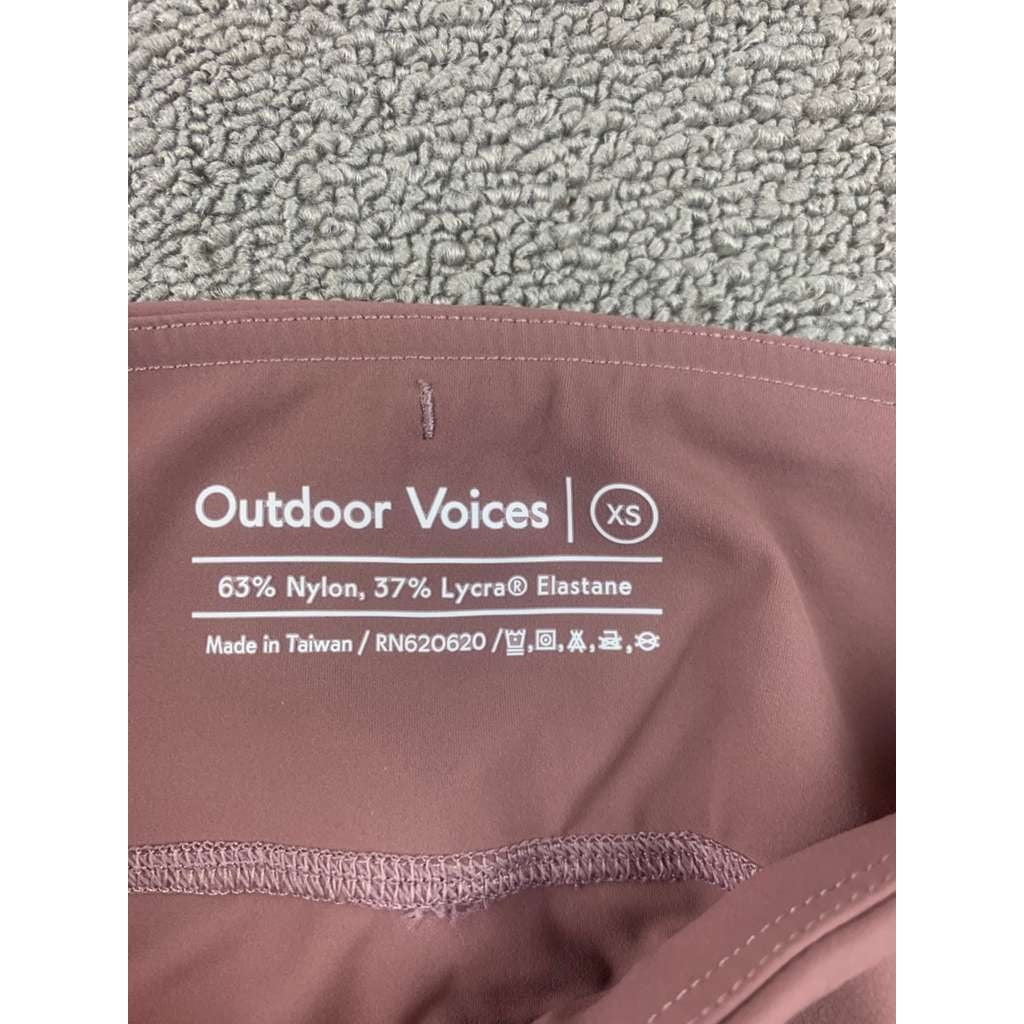 Outdoor Voices | XS
63% Nylon, 37% Lycra® Elastane
Made in Taiwan / RN620620 /